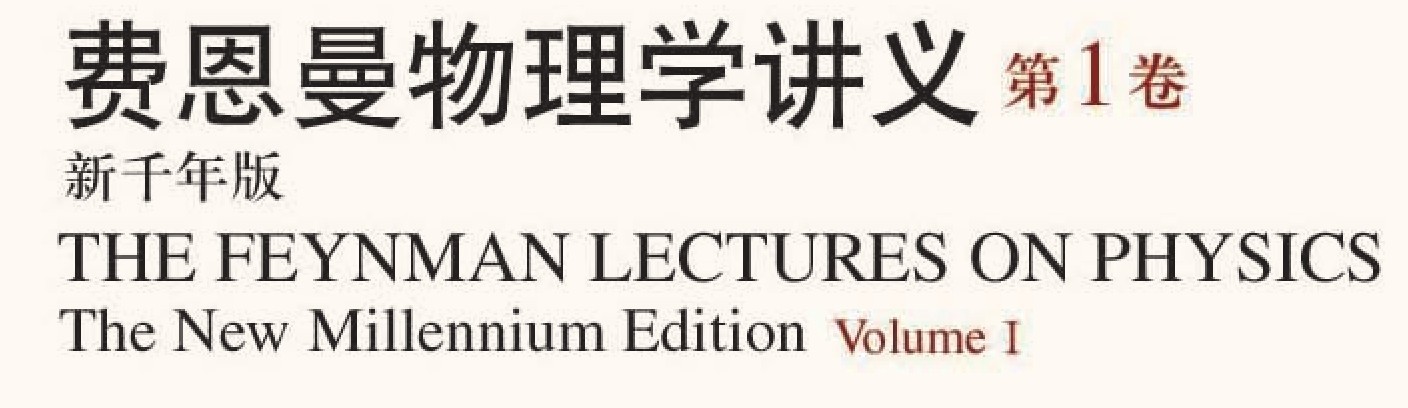 费恩曼物理学讲义 第1卷
新千年版
THE FEYNMAN LECTURES ON PHYSICS
The New Millennium Edition Volume I